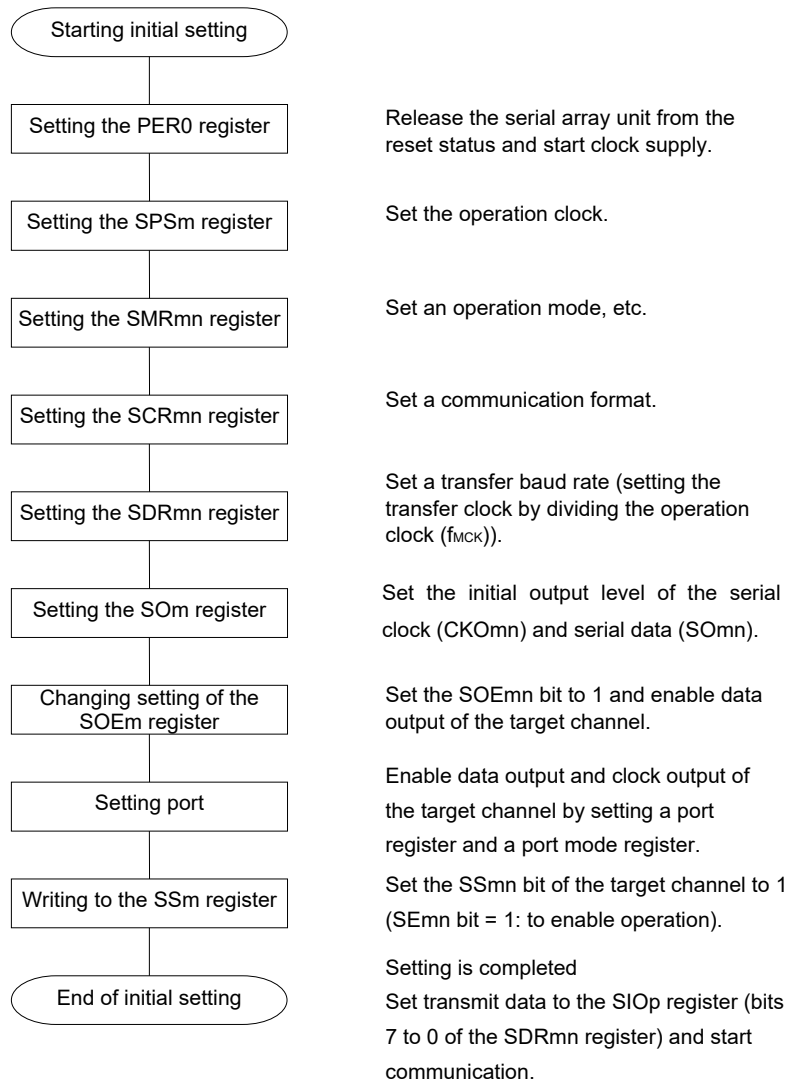 Starting initial setting
Setting the PER0 register
Release the serial array unit from the
reset status and start clock supply.
Setting the SPSm register
Set the operation clock.
Setting the SMRmn register
Set an operation mode, etc.
Setting the SCRmn register
Set a communication format.
Setting the SDRmn register
Set a transfer baud rate (setting the
transfer clock by dividing the operation
clock (fMCK)).
Setting the SOm register
Set the initial output level of the serial
clock (CKOmn) and serial data (SOmn).
Changing setting of the
SOEm register
Set the SOEmn bit to 1 and enable data
output of the target channel.
Setting port
Enable data output and clock output of
the target channel by setting a port
register and a port mode register.
Writing to the SSm register
Set the SSmn bit of the target channel to 1
(SEmn bit = 1: to enable operation).
End of initial setting
Setting is completed
Set transmit data to the SIOp register (bits
7 to 0 of the SDRmn register) and start
communication.